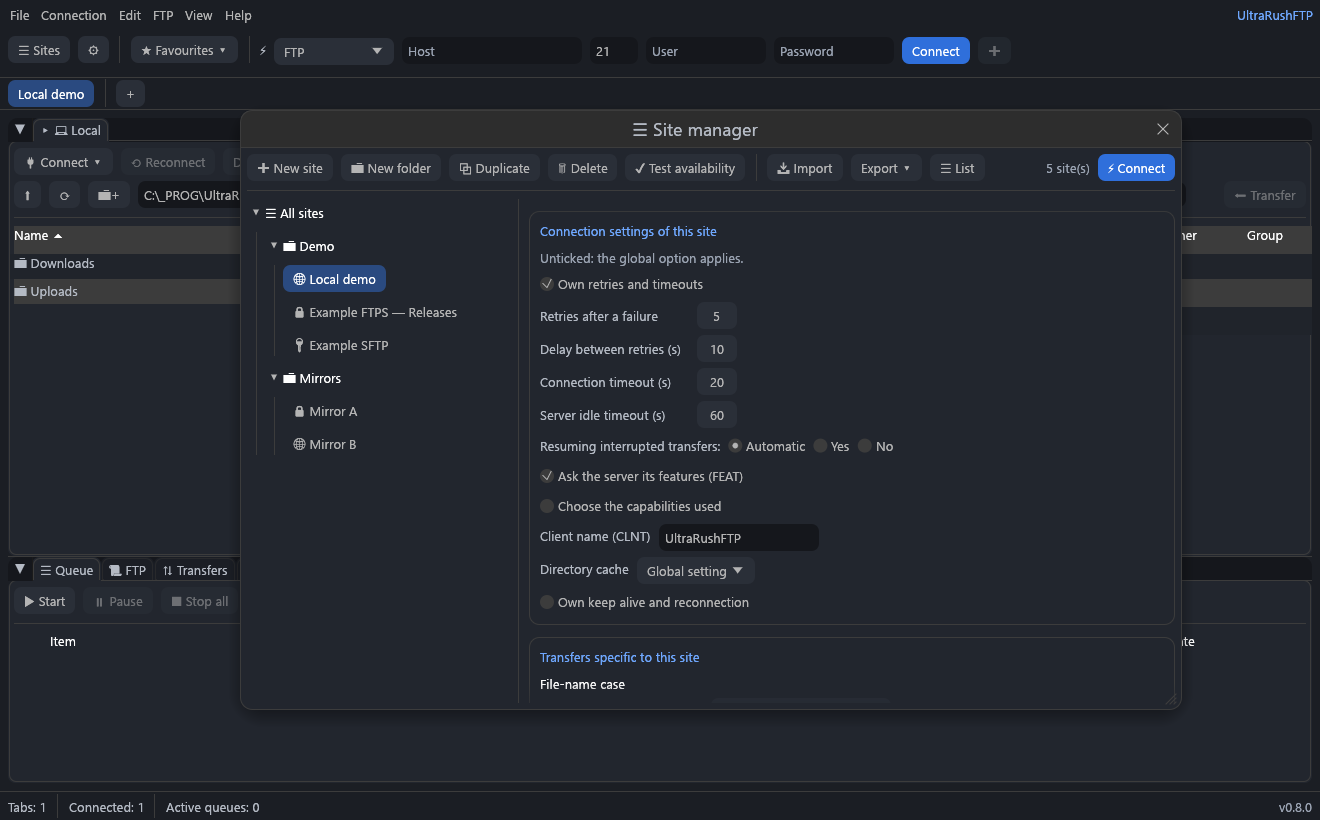 File Connection Edit FTP View Help UltraRushFTP
Sites Favourites FTP Host 21 User Password Connect +
Local demo +
Local
Site manager
Connect Reconnect
New site New folder Duplicate Delete Test availability Import Export List 5 site(s) Connect
C:\_PROG\UltraR Transfer
All sites
Name Group
Demo
Downloads
Local demo
Uploads
Example FTPS — Releases
Example SFTP
Mirrors
Mirror A
Mirror B
Connection settings of this site
Unticked: the global option applies.
Own retries and timeouts
Retries after a failure 5
Delay between retries (s) 10
Connection timeout (s) 20
Server idle timeout (s) 60
Resuming interrupted transfers: Automatic Yes No
Ask the server its features (FEAT)
Choose the capabilities used
Client name (CLNT) UltraRushFTP
Directory cache Global setting
Own keep alive and reconnection
Transfers specific to this site
File-name case
Queue FTP Transfers
Start Pause Stop all
Item
Tabs: 1 Connected: 1 Active queues: 0 v0.8.0